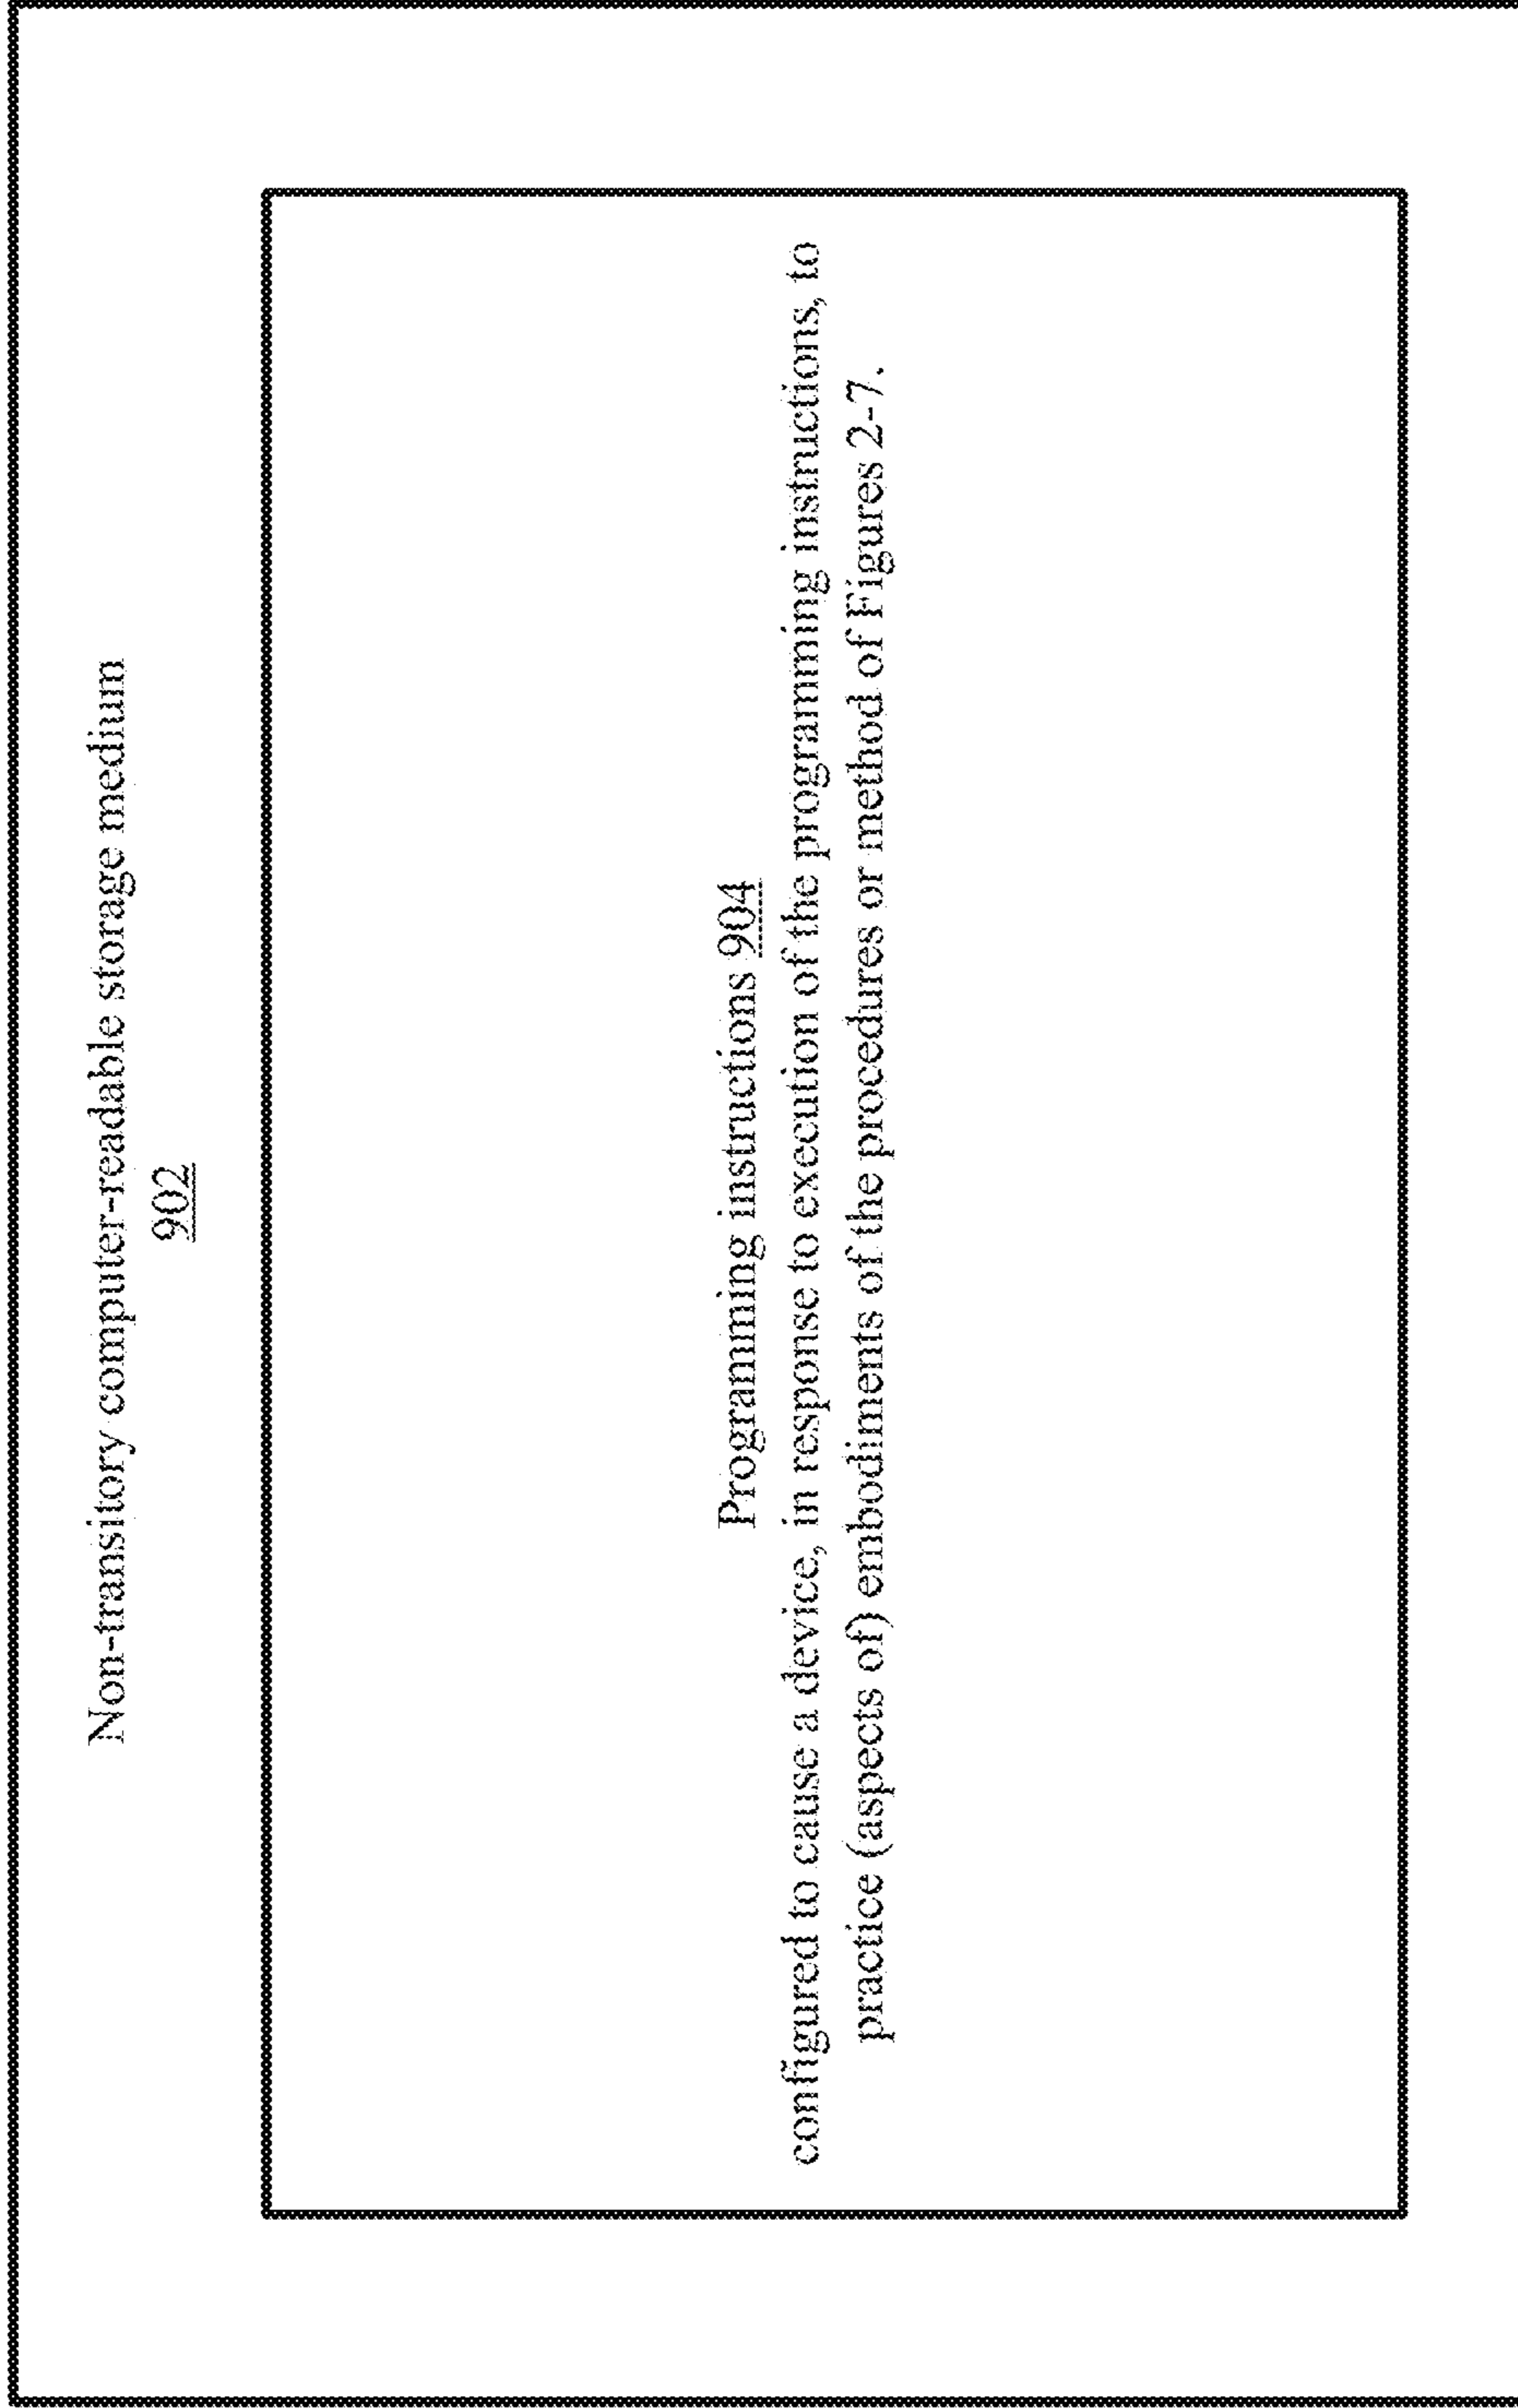 Non-transitory computer-readable storage medium
902
Programming instructions 904
configured to cause a device, in response to execution of the programming instructions, to
practice (aspects of) embodiments of the procedures or method of Figures 2-7.